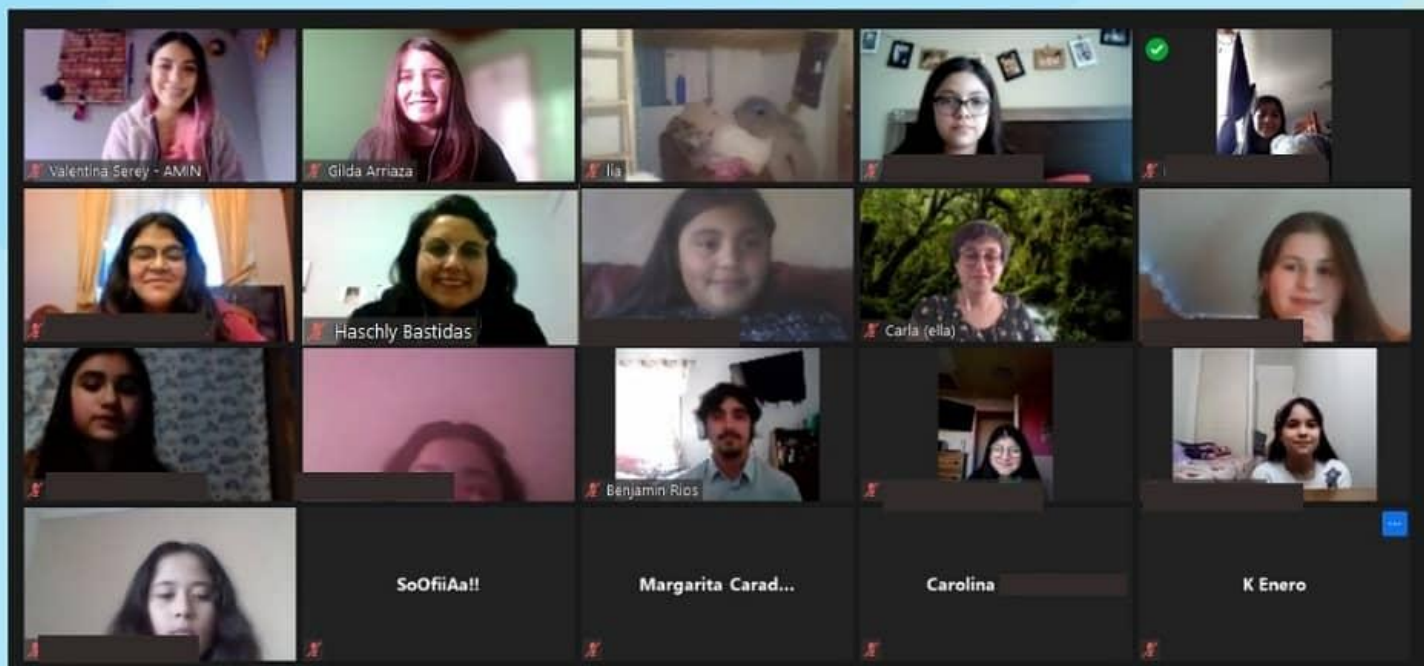 Valentina Serey - AMIN
Gilda Arriaza
lia
Haschly Bastidas
Carla (ella)
Benjamin Rios
SoOfiiAa!!
Margarita Carad...
Carolina
K Enero